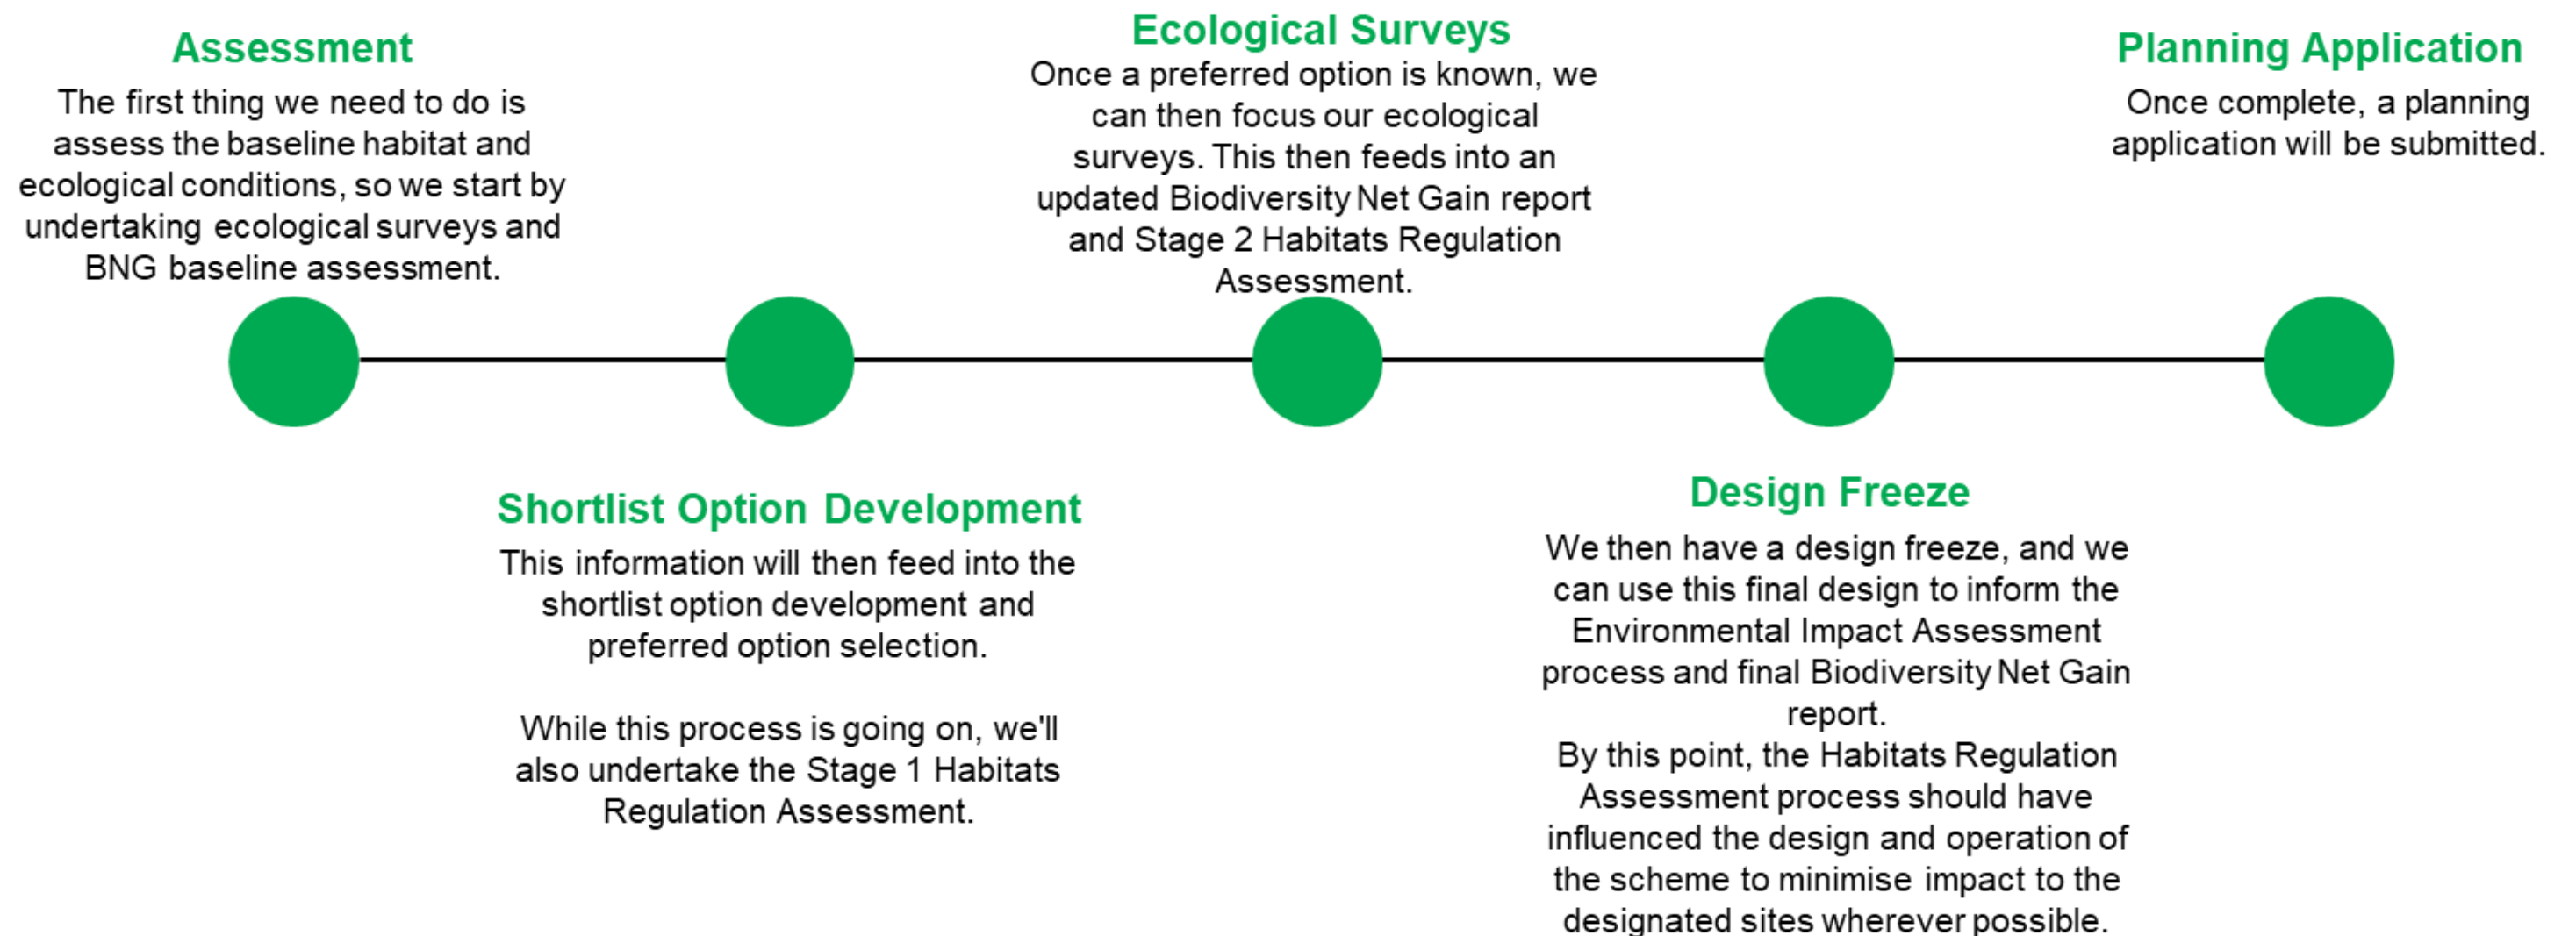 Assessment
The first thing we need to do is
assess the baseline habitat and
ecological conditions, so we start by
undertaking ecological surveys and
BNG baseline assessment.
Shortlist Option Development
This information will then feed into the
shortlist option development and
preferred option selection.
While this process is going on, we'll
also undertake the Stage 1 Habitats
Regulation Assessment.
Ecological Surveys
Once a preferred option is known, we
can then focus our ecological
surveys. This then feeds into an
updated Biodiversity Net Gain report
and Stage 2 Habitats Regulation
Assessment.
Design Freeze
We then have a design freeze, and we
can use this final design to inform the
Environmental Impact Assessment
process and final Biodiversity Net Gain
report.
By this point, the Habitats Regulation
Assessment process should have
influenced the design and operation of
the scheme to minimise impact to the
designated sites wherever possible.
Planning Application
Once complete, a planning
application will be submitted.